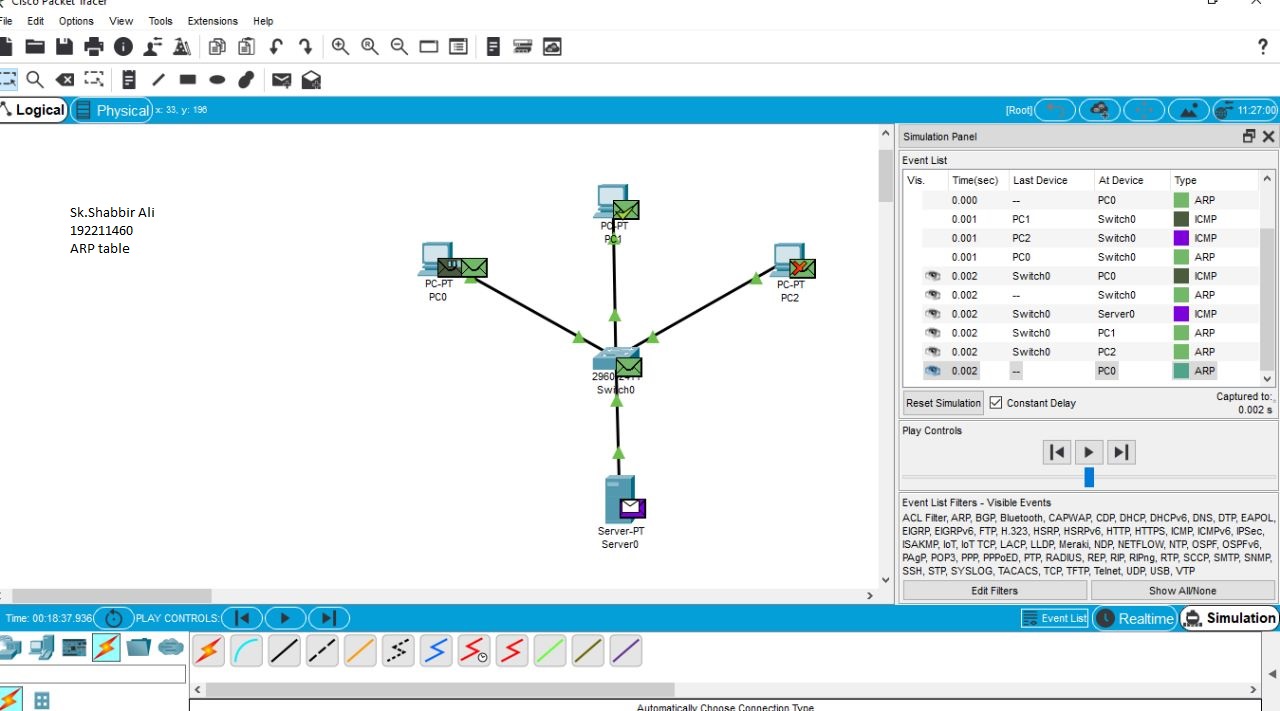 Cisco Packet Tracer
File Edit Options View Tools Extensions Help
?
Logical Physical x: 33, y: 196 [Root] 11:27:00
Simulation Panel
Event List
Vis. Time(sec) Last Device At Device Type
0.000 -- PC0 ARP
0.001 PC1 Switch0 ICMP
0.001 PC2 Switch0 ICMP
0.001 PC0 Switch0 ARP
0.002 Switch0 PC0 ICMP
0.002 -- Switch0 ARP
0.002 Switch0 Server0 ICMP
0.002 Switch0 PC1 ARP
0.002 Switch0 PC2 ARP
0.002 -- PC0 ARP
Reset Simulation Constant Delay Captured to:
0.002 s
Play Controls
Event List Filters - Visible Events
ACL Filter, ARP, BGP, Bluetooth, CAPWAP, CDP, DHCP, DHCPv6, DNS, DTP, EAPOL,
EIGRP, EIGRPv6, FTP, H.323, HSRP, HSRPv6, HTTP, HTTPS, ICMP, ICMPv6, IPSec,
ISAKMP, IoT, IoT TCP, LACP, LLDP, Meraki, NDP, NETFLOW, NTP, OSPF, OSPFv6,
PAgP, POP3, PPP, PPPoED, PTP, RADIUS, REP, RIP, RIPng, RTP, SCCP, SMTP, SNMP,
SSH, STP, SYSLOG, TACACS, TCP, TFTP, Telnet, UDP, USB, VTP
Edit Filters Show All/None
Sk.Shabbir Ali
192211460
ARP table
PC-PT
PC1
PC-PT
PC0
PC-PT
PC2
Switch0
Server-PT
Server0
Time: 00:18:37.936 PLAY CONTROLS: Event List Realtime Simulation
Automatically Choose Connection Type